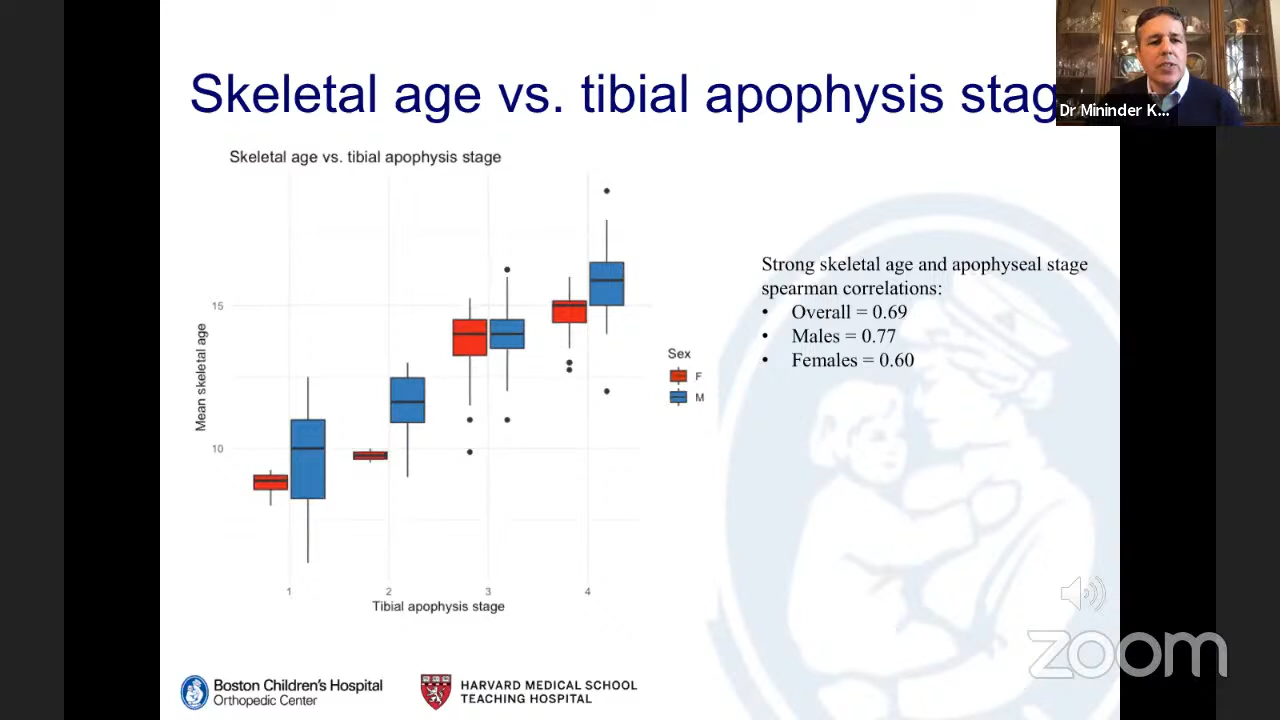 Skeletal age vs. tibial apophysis stag
Dr Mininder K...
Skeletal age vs. tibial apophysis stage
Mean skeletal age
15
10
1
2
3
4
Tibial apophysis stage
Sex
F
M
Strong skeletal age and apophyseal stage
spearman correlations:
• Overall = 0.69
• Males = 0.77
• Females = 0.60
Boston Children's Hospital
Orthopedic Center
HARVARD MEDICAL SCHOOL
TEACHING HOSPITAL
zoom